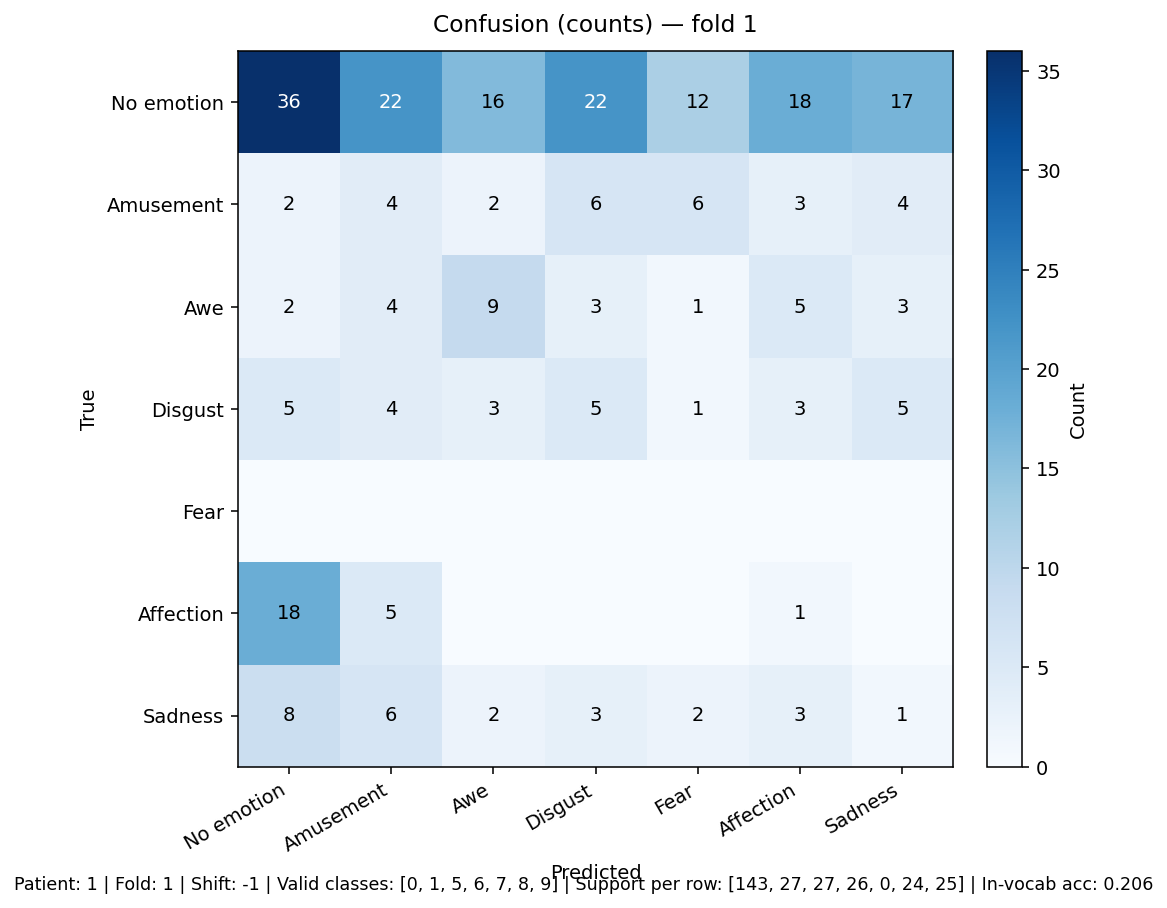 Confusion (counts) — fold 1
No emotion 36 22 16 22 12 18 17
Amusement 2 4 2 6 6 3 4
Awe 2 4 9 3 1 5 3
Disgust 5 4 3 5 1 3 5
Fear
Affection 18 5 1
Sadness 8 6 2 3 2 3 1
True
No emotion Amusement Awe Disgust Fear Affection Sadness
Predicted
Patient: 1 | Fold: 1 | Shift: -1 | Valid classes: [0, 1, 5, 6, 7, 8, 9] | Support per row: [143, 27, 27, 26, 0, 24, 25] | In-vocab acc: 0.206
35
30
25
20
15
10
5
0
Count